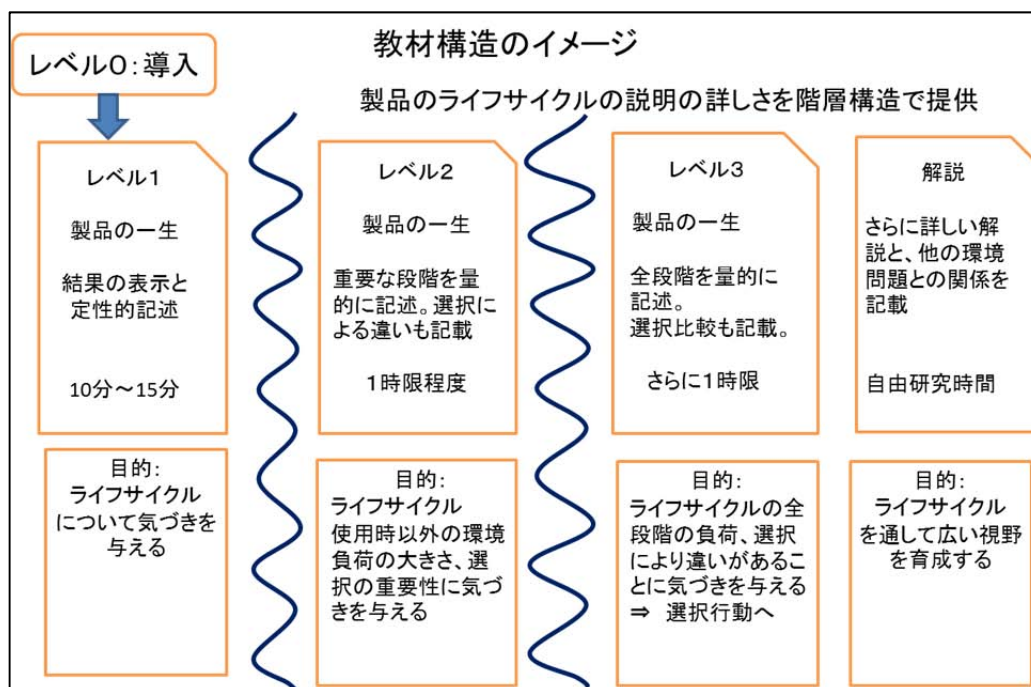 教材構造のイメージ
レベル0:導入
製品のライフサイクルの説明の詳しさを階層構造で提供
レベル1
製品の一生
結果の表示と
定性的記述
10分～15分
目的:
ライフサイクル
について気づきを
与える
レベル2
製品の一生
重要な段階を量
的に記述。選択に
よる違いも記載
1時限程度
目的:
ライフサイクル
使用時以外の環境
負荷の大きさ、選
択の重要性に気づ
きを与える
レベル3
製品の一生
全段階を量的に
記述。
選択比較も記載。
さらに1時限
目的:
ライフサイクルの全
段階の負荷、選択
により違いがあるこ
とに気づきを与える
⇒ 選択行動へ
解説
さらに詳しい解
説と、他の環境
問題との関係を
記載
自由研究時間
目的:
ライフサイクル
を通して広い視野
を育成する